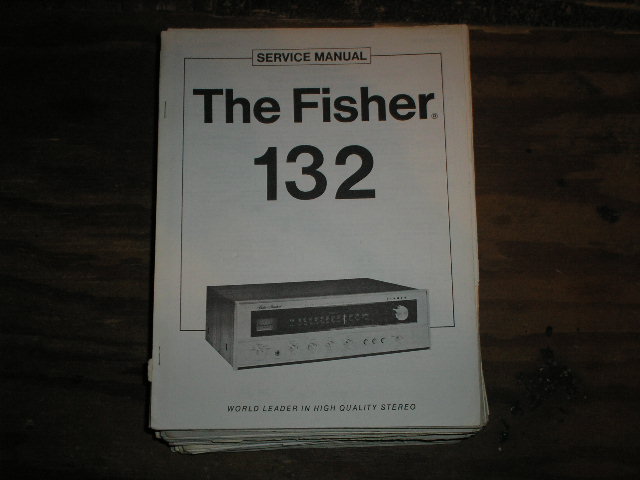 SERVICE MANUAL
The Fisher®
132
WORLD LEADER IN HIGH QUALITY STEREO